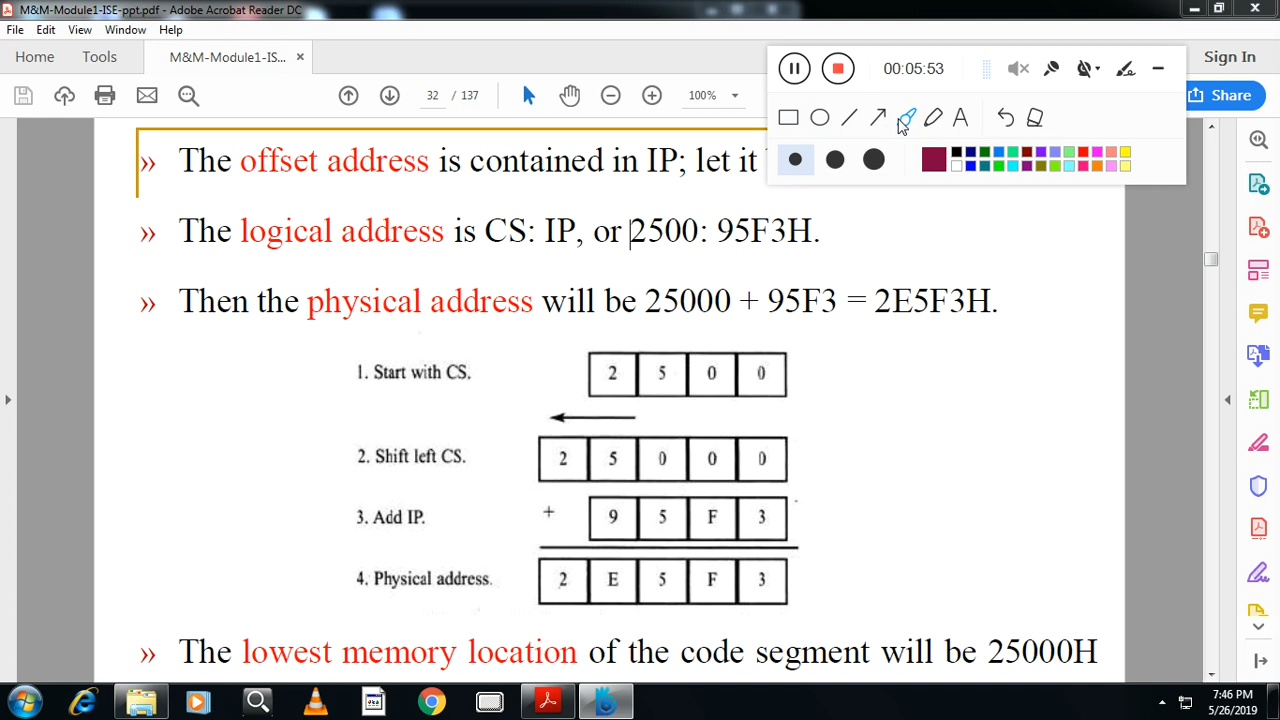 M&M-Module1-ISE-ppt.pdf - Adobe Acrobat Reader DC
File Edit View Window Help
Home Tools M&M-Module1-IS... × Sign In
00:05:53
32 / 137 100% Share
» The offset address is contained in IP; let it
» The logical address is CS: IP, or 2500: 95F3H.
» Then the physical address will be 25000 + 95F3 = 2E5F3H.
1. Start with CS. 2 5 0 0
2. Shift left CS. 2 5 0 0 0
3. Add IP. + 9 5 F 3
4. Physical address. 2 E 5 F 3
» The lowest memory location of the code segment will be 25000H
7:46 PM
5/26/2019